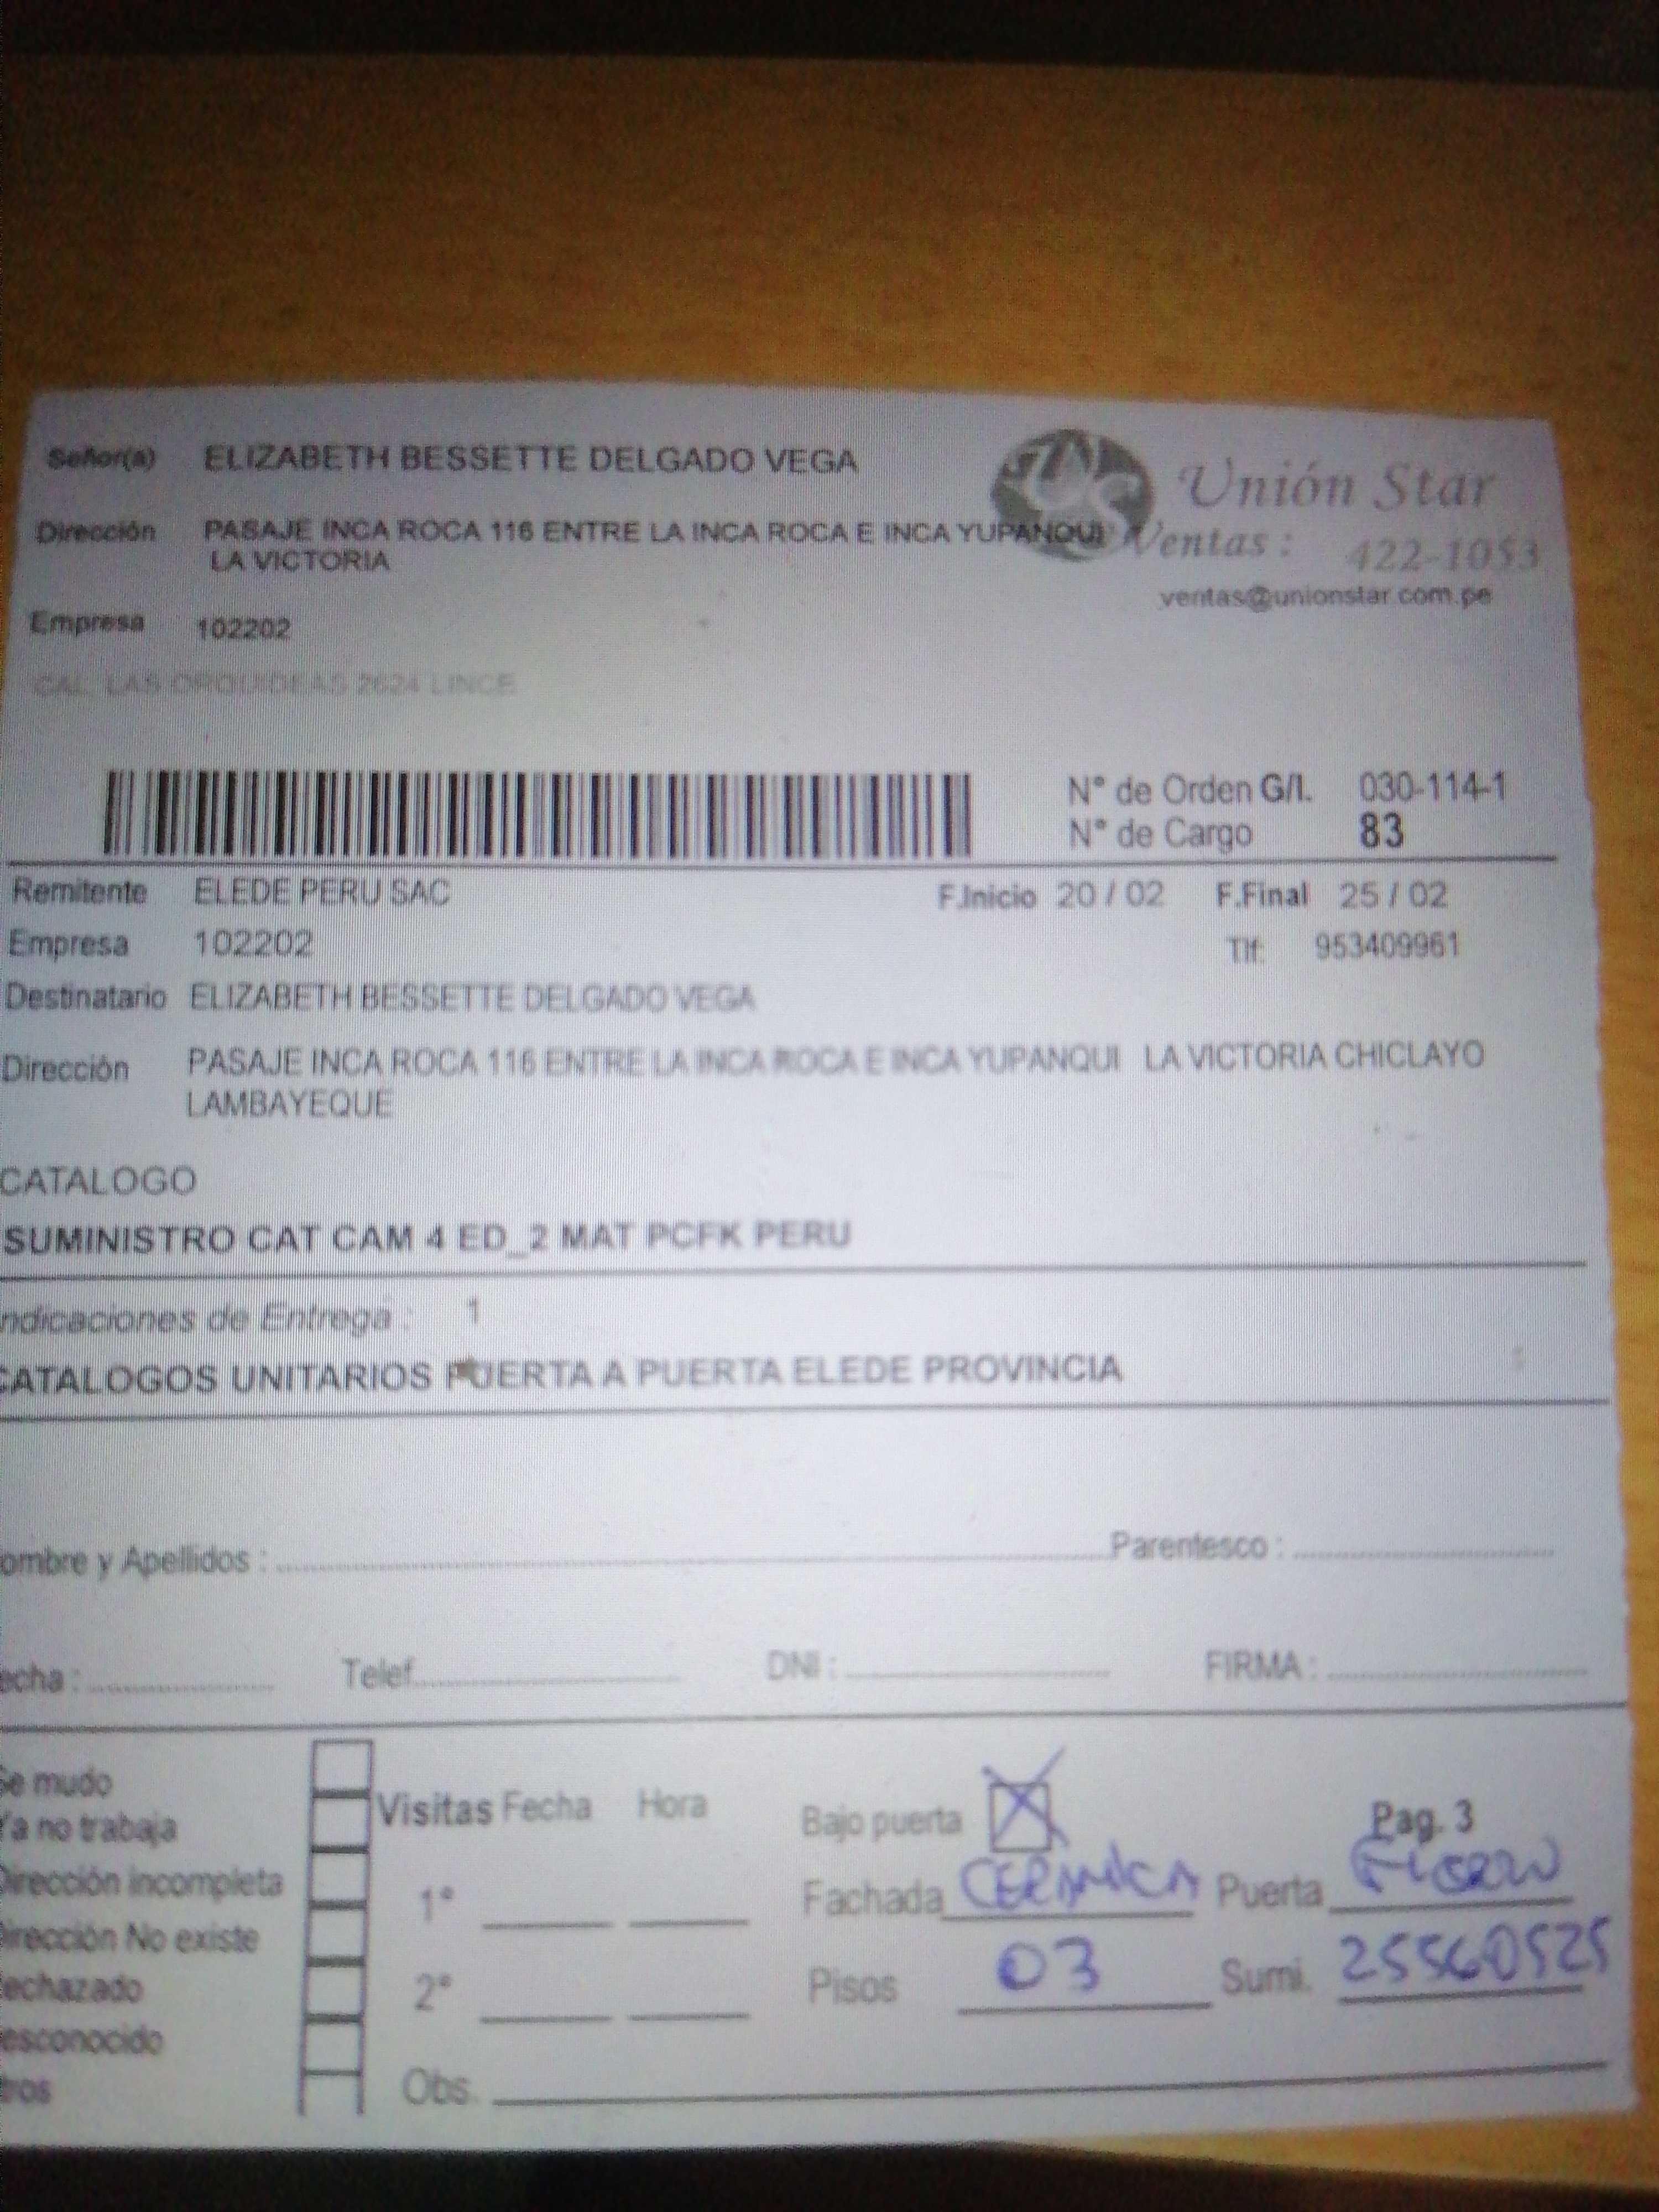 Señor(a) ELIZABETH BESSETTE DELGADO VEGA
Unión Star
Dirección PASAJE INCA ROCA 116 ENTRE LA INCA ROCA E INCA YUPANQUI
LA VICTORIA
Ventas : 422-1053
ventas@unionstar.com.pe
Empresa 102202
CAL. LAS ORQUIDEAS 2624 LINCE
N° de Orden G/I. 030-114-1
N° de Cargo 83
Remitente ELEDE PERU SAC F.Inicio 20 / 02 F.Final 25 / 02
Empresa 102202 Tlf: 953409961
Destinatario ELIZABETH BESSETTE DELGADO VEGA
Dirección PASAJE INCA ROCA 116 ENTRE LA INCA ROCA E INCA YUPANQUI LA VICTORIA CHICLAYO
LAMBAYEQUE
CATALOGO
SUMINISTRO CAT CAM 4 ED_2 MAT PCFK PERU
ndicaciones de Entrega : 1
CATALOGOS UNITARIOS PUERTA A PUERTA ELEDE PROVINCIA
ombre y Apellidos : Parentesco :
echa : Telef. DNI : FIRMA :
Se mudo
Ya no trabaja
Dirección incompleta
Dirección No existe
echazado
esconocido
tros
Visitas Fecha Hora
1°
2°
Obs.
Bajo puerta X Pag. 3
Fachada CERAMICA Puerta
Pisos 03 Sumi. 25560525